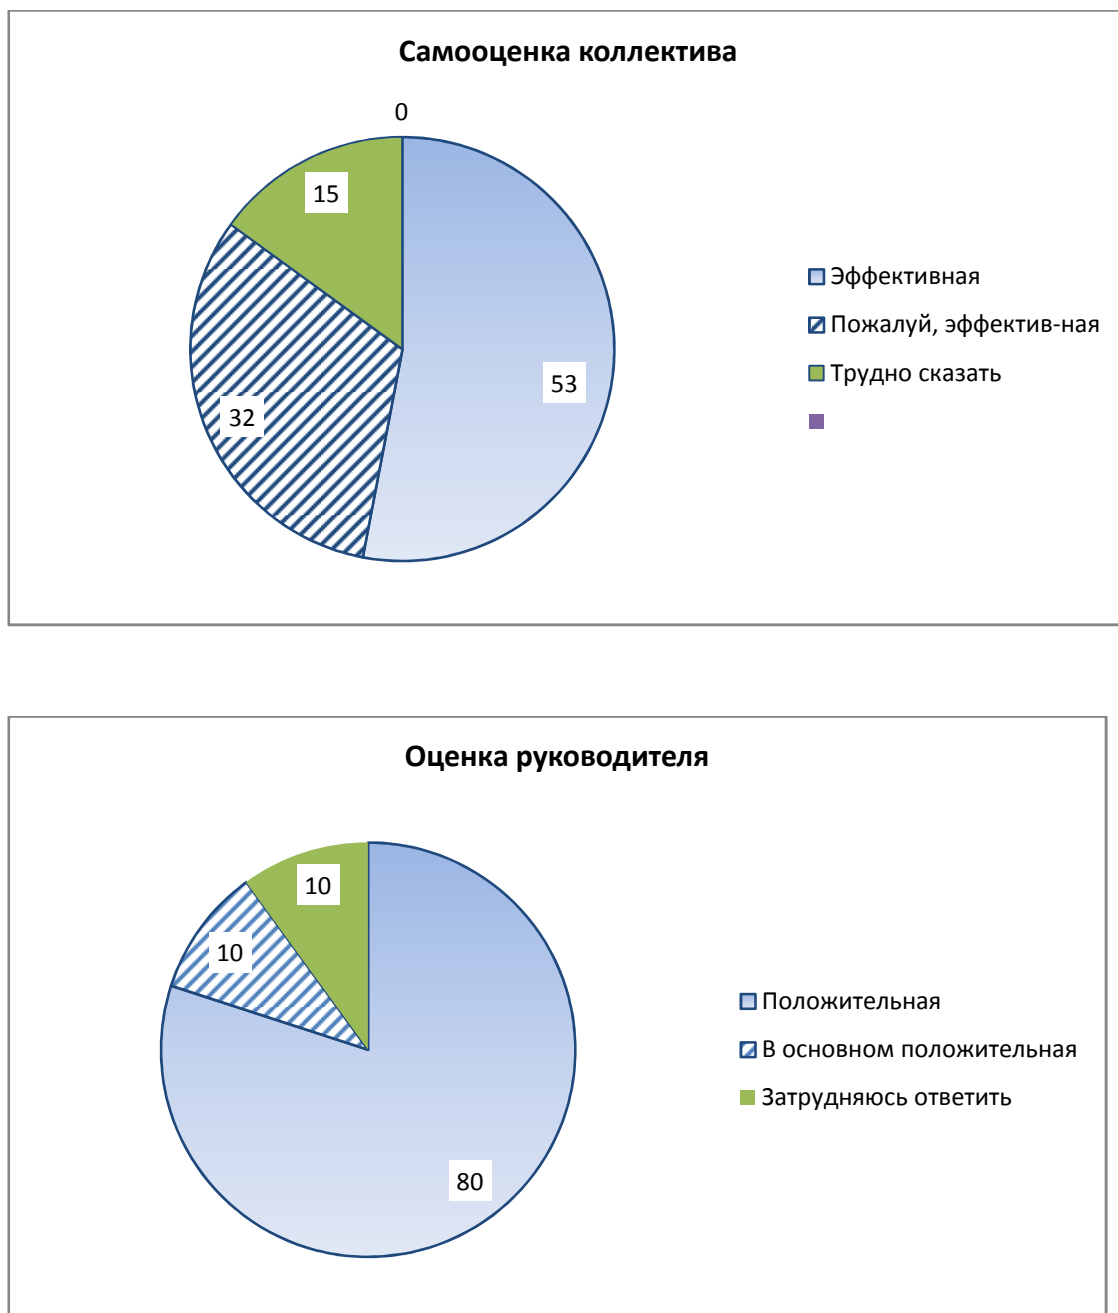 Самооценка коллектива
0
15
53
32
Эффективная
Пожалуй, эффектив-ная
Трудно сказать
Оценка руководителя
10
10
80
Положительная
В основном положительная
Затрудняюсь ответить